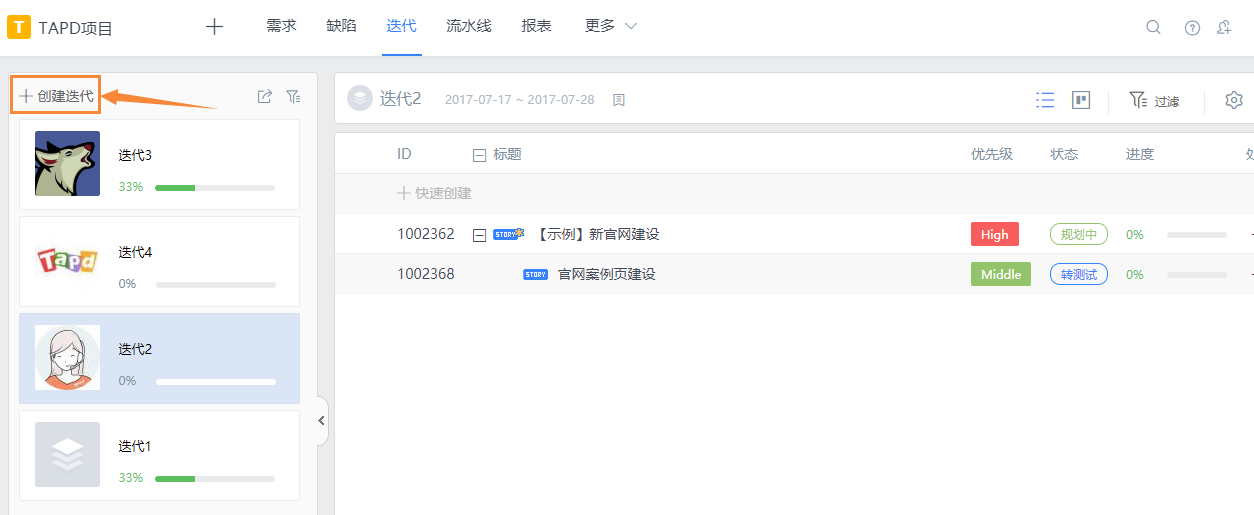 T TAPD项目 需求 缺陷 迭代 流水线 报表 更多
创建迭代
迭代3
33%
Tapd
迭代4
0%
迭代2
0%
迭代1
33%
迭代2 2017-07-17 ~ 2017-07-28 过滤
ID 标题 优先级 状态 进度
快速创建
1002362 STORY 【示例】新官网建设 High 规划中 0%
1002368 STORY 官网案例页建设 Middle 转测试 0%